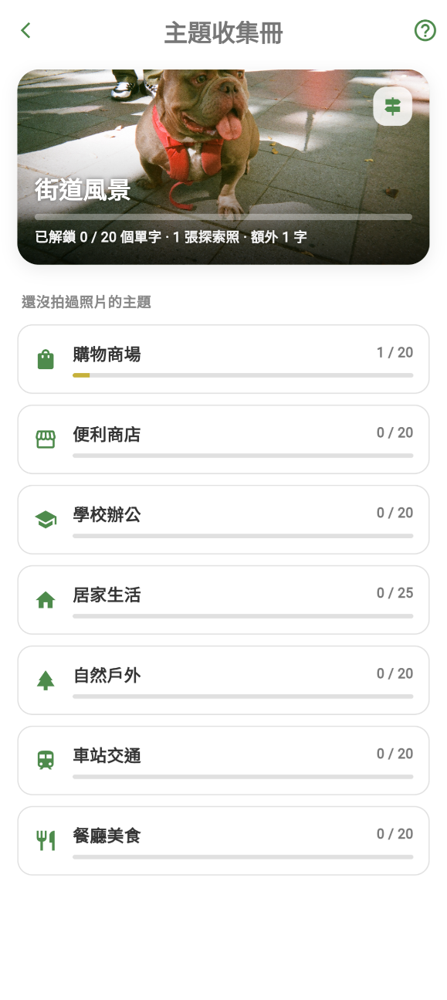 主題收集冊
街道風景
已解鎖 0 / 20 個單字 · 1 張探索照 · 額外 1 字
還沒拍過照片的主題
購物商場 1 / 20
便利商店 0 / 20
學校辦公 0 / 20
居家生活 0 / 25
自然戶外 0 / 20
車站交通 0 / 20
餐廳美食 0 / 20